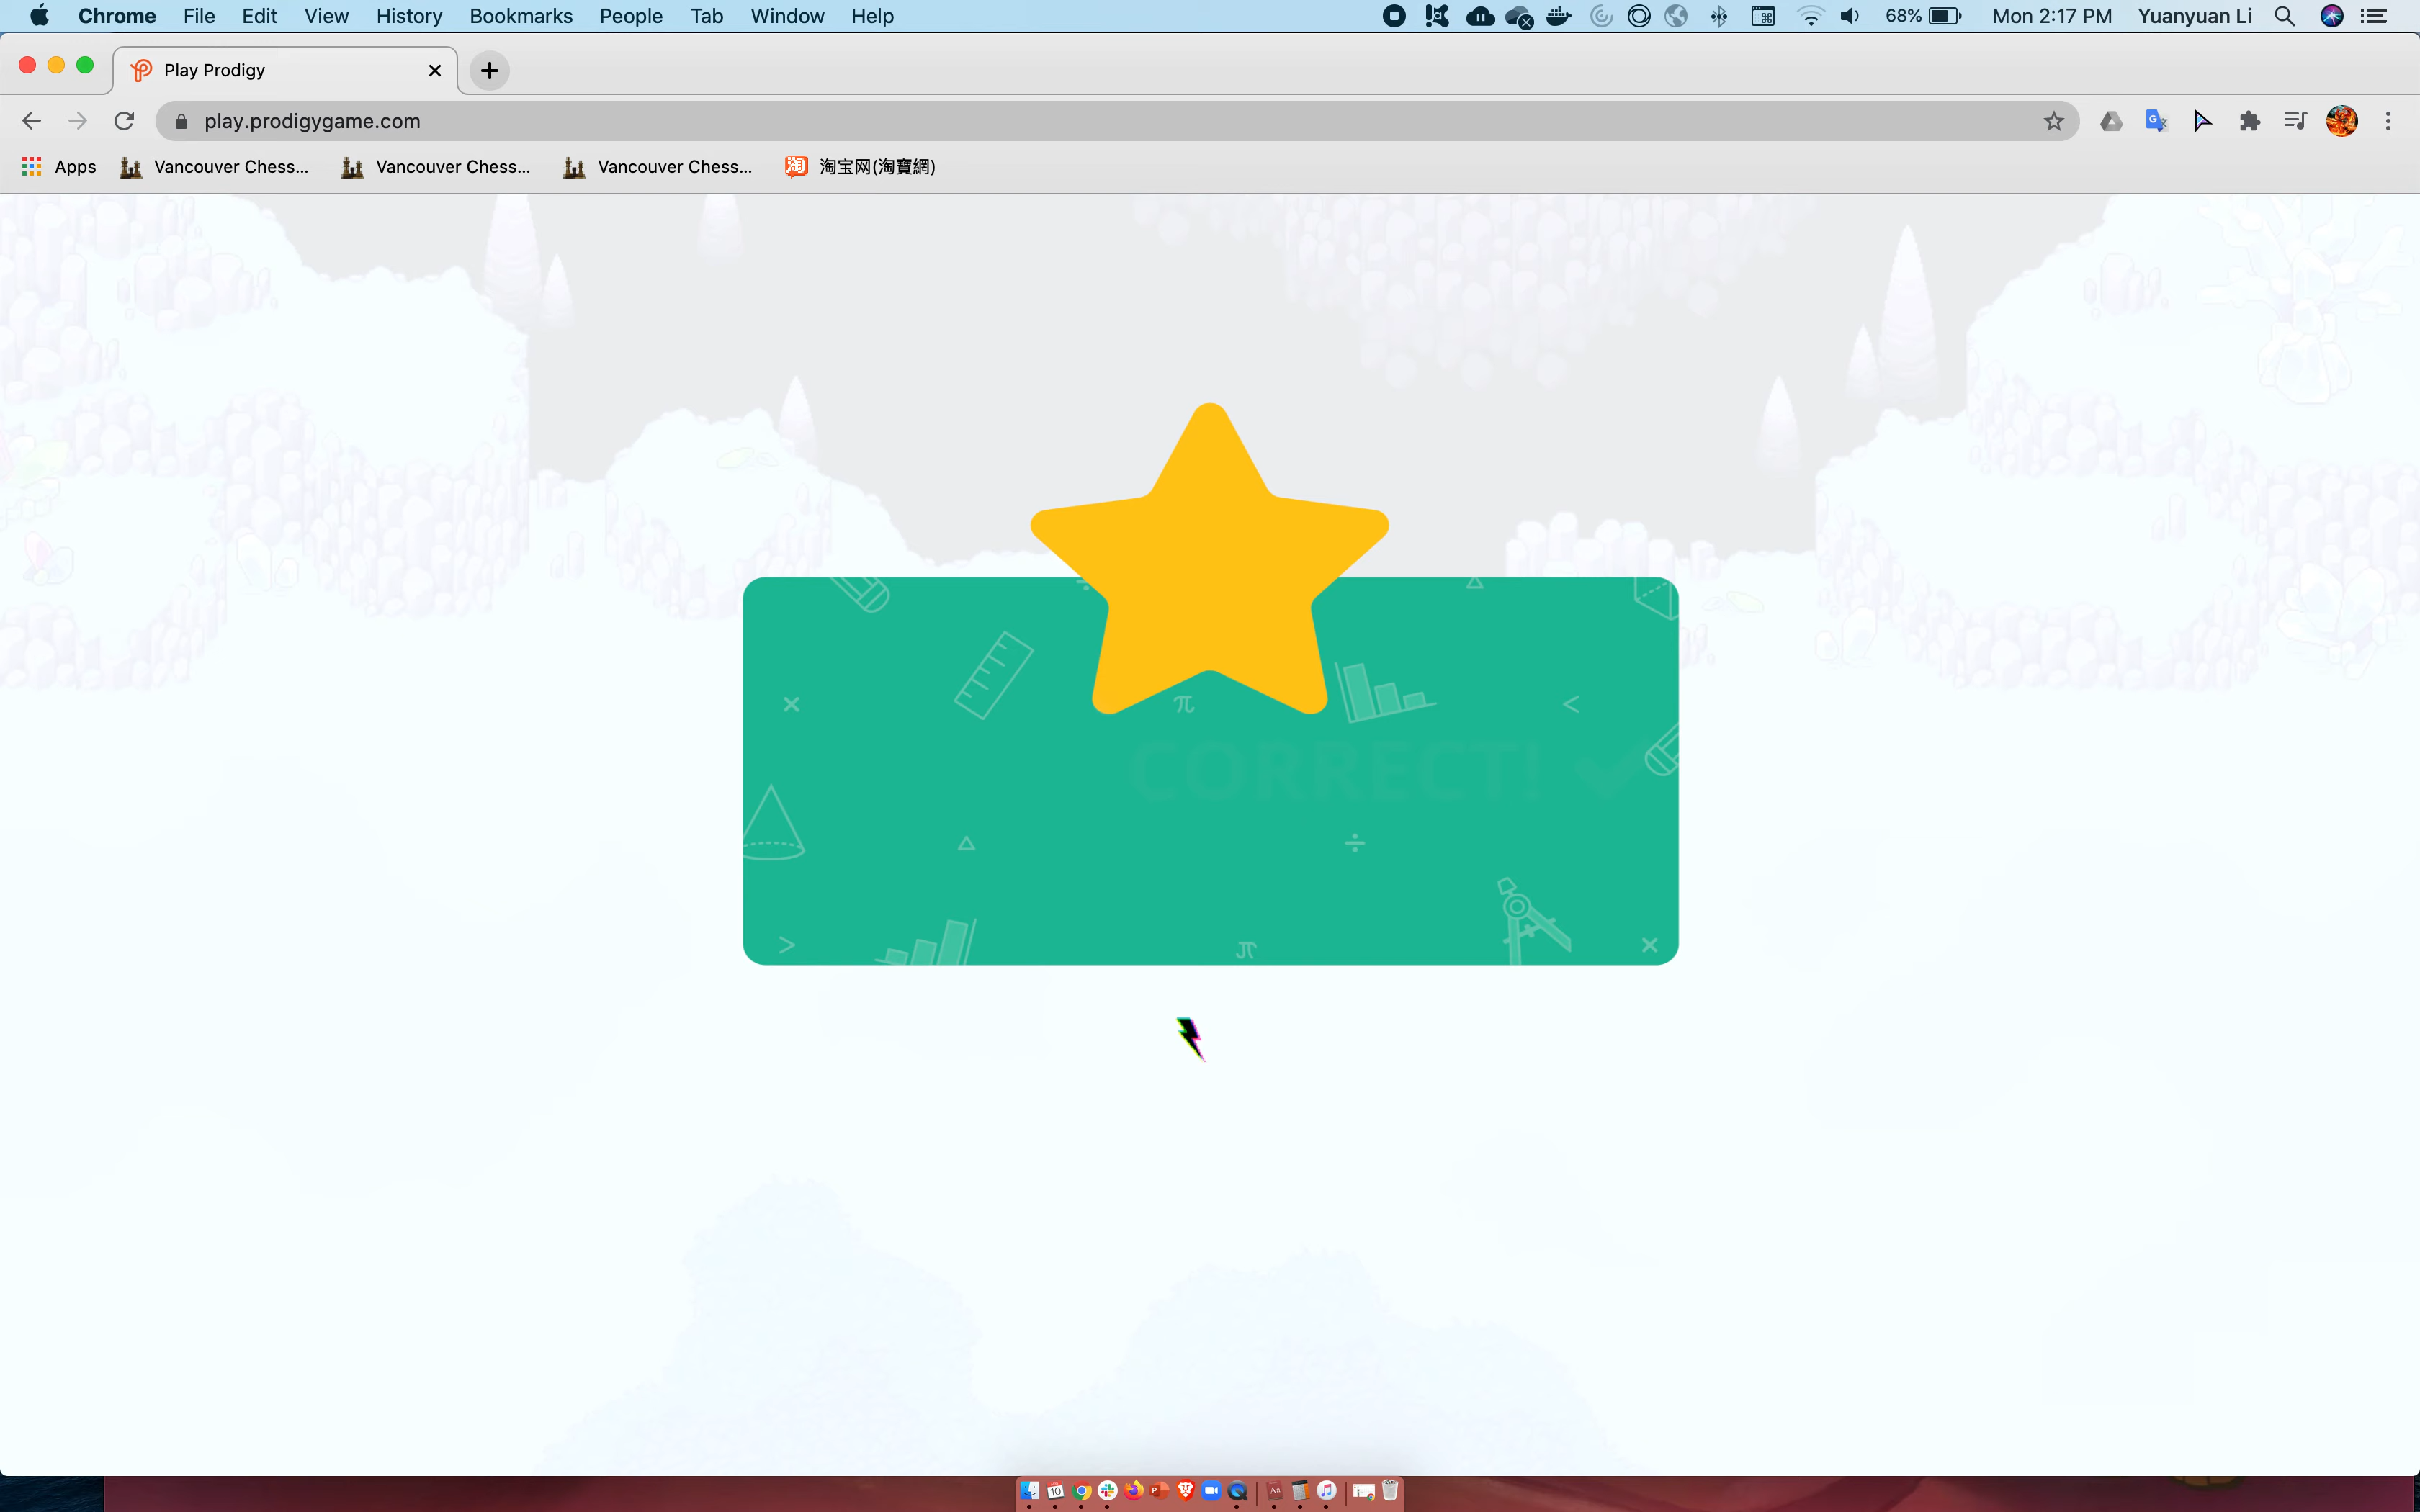 Chrome File Edit View History Bookmarks People Tab Window Help 68% Mon 2:17 PM Yuanyuan Li
Play Prodigy
play.prodigygame.com
Apps Vancouver Chess... Vancouver Chess... Vancouver Chess... 淘宝网(淘寶網)
× π <
CORRECT!
÷
> π ×
10